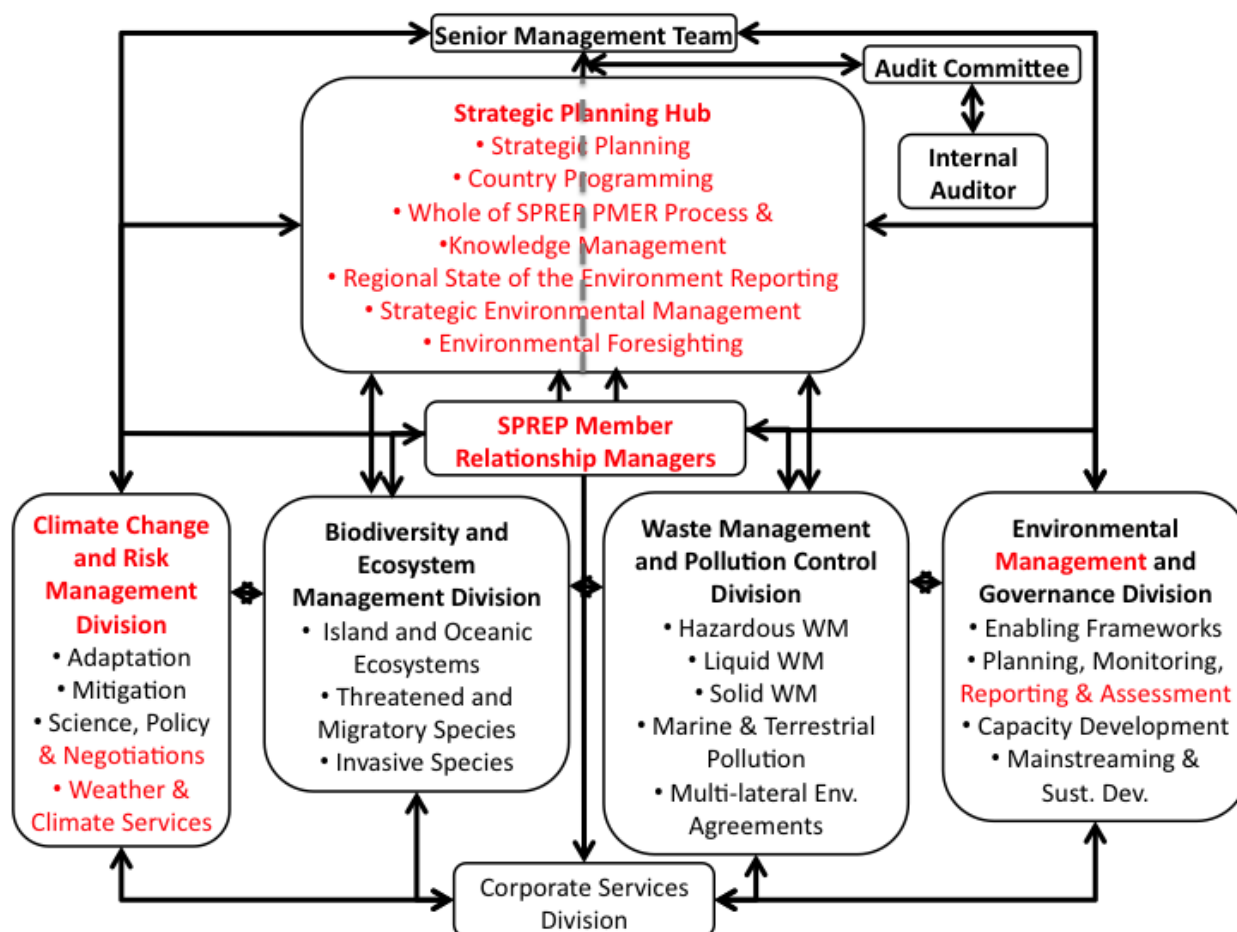 Senior Management Team
Audit Committee
Internal
Auditor
Strategic Planning Hub
• Strategic Planning
• Country Programming
• Whole of SPREP PMER Process &
•Knowledge Management
• Regional State of the Environment Reporting
• Strategic Environmental Management
• Environmental Foresighting
SPREP Member
Relationship Managers
Climate Change
and Risk
Management
Division
• Adaptation
• Mitigation
• Science, Policy
& Negotiations
• Weather &
Climate Services
Biodiversity and
Ecosystem
Management Division
• Island and Oceanic
Ecosystems
• Threatened and
Migratory Species
• Invasive Species
Waste Management
and Pollution Control
Division
• Hazardous WM
• Liquid WM
• Solid WM
• Marine & Terrestrial
Pollution
• Multi-lateral Env.
Agreements
Environmental
Management and
Governance Division
• Enabling Frameworks
• Planning, Monitoring,
Reporting & Assessment
• Capacity Development
• Mainstreaming &
Sust. Dev.
Corporate Services
Division